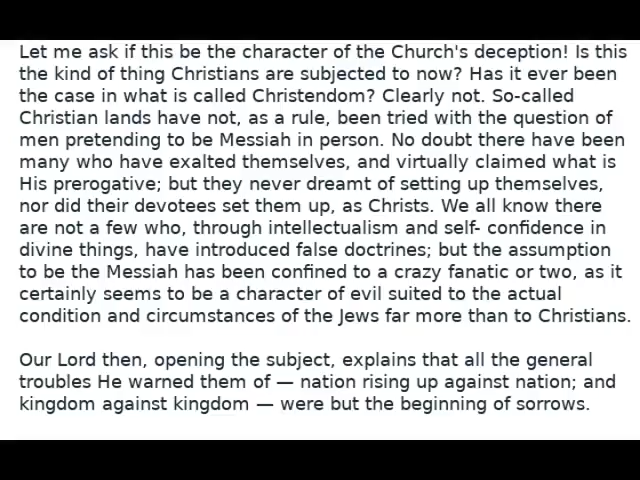 Let me ask if this be the character of the Church's deception! Is this
the kind of thing Christians are subjected to now? Has it ever been
the case in what is called Christendom? Clearly not. So-called
Christian lands have not, as a rule, been tried with the question of
men pretending to be Messiah in person. No doubt there have been
many who have exalted themselves, and virtually claimed what is
His prerogative; but they never dreamt of setting up themselves,
nor did their devotees set them up, as Christs. We all know there
are not a few who, through intellectualism and self- confidence in
divine things, have introduced false doctrines; but the assumption
to be the Messiah has been confined to a crazy fanatic or two, as it
certainly seems to be a character of evil suited to the actual
condition and circumstances of the Jews far more than to Christians.
Our Lord then, opening the subject, explains that all the general
troubles He warned them of — nation rising up against nation; and
kingdom against kingdom — were but the beginning of sorrows.